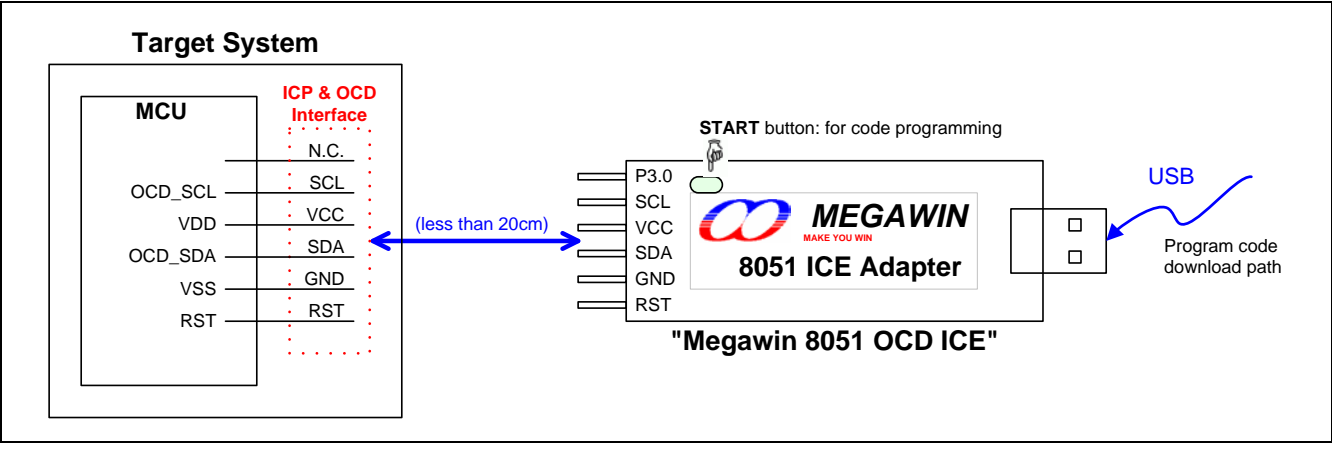 Target System
MCU
ICP & OCD
Interface
N.C.
OCD_SCL
SCL
VDD
VCC
OCD_SDA
SDA
VSS
GND
RST
RST
(less than 20cm)
START button: for code programming
P3.0
SCL
VCC
SDA
GND
RST
MEGAWIN
MAKE YOU WIN
8051 ICE Adapter
"Megawin 8051 OCD ICE"
USB
Program code
download path